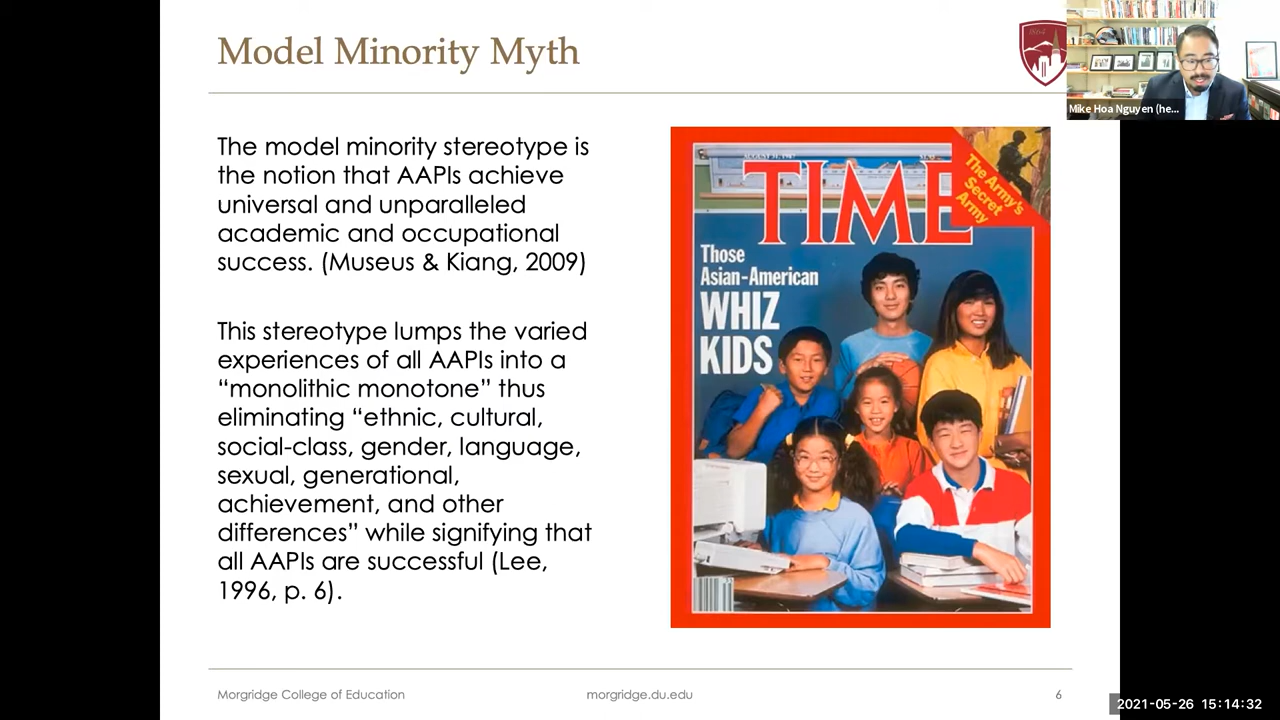 Model Minority Myth
Mike Hoa Nguyen (he...
The model minority stereotype is
the notion that AAPIs achieve
universal and unparalleled
academic and occupational
success. (Museus & Kiang, 2009)
This stereotype lumps the varied
experiences of all AAPIs into a
“monolithic monotone” thus
eliminating “ethnic, cultural,
social-class, gender, language,
sexual, generational,
achievement, and other
differences” while signifying that
all AAPIs are successful (Lee,
1996, p. 6).
TIME
The Army's
Secret
Army
Those
Asian-American
WHIZ
KIDS
Morgridge College of Education
morgridge.du.edu
6
2021-05-26 15:14:32